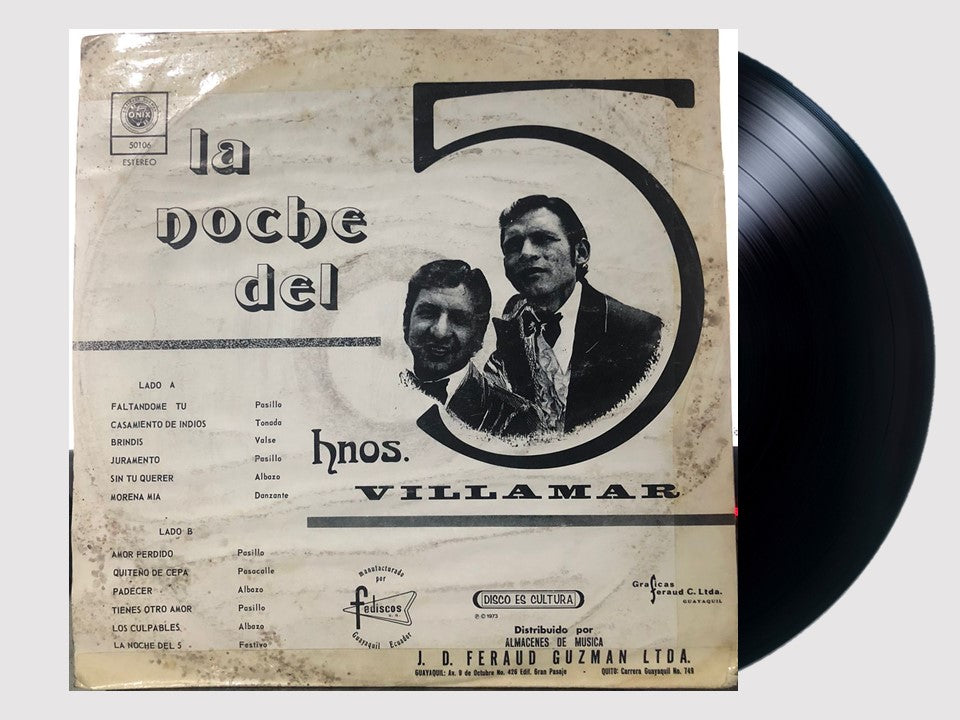 ONIX
50106
ESTEREO
la
noche
del
5
hnos.
VILLAMAR
LADO A
FALTANDOME TU Pasillo
CASAMIENTO DE INDIOS Tonada
BRINDIS Valse
JURAMENTO Pasillo
SIN TU QUERER Albazo
MORENA MIA Danzante
LADO B
AMOR PERDIDO Pasillo
QUITEÑO DE CEPA Pasacalle
PADECER Albazo
TIENES OTRO AMOR Pasillo
LOS CULPABLES Albazo
LA NOCHE DEL 5 Festivo
manufacturado
por
fediscos
S.A.
Guayaquil Ecuador
DISCO ES CULTURA
℗ © 1973
Graficas
feraud C. Ltda.
GUAYAQUIL
Distribuido por
ALMACENES DE MUSICA
J. D. FERAUD GUZMAN LTDA.
GUAYAQUIL: Av. 9 de Octubre No. 426 Edif. Gran Pasaje - QUITO: Carrera Guayaquil No. 749